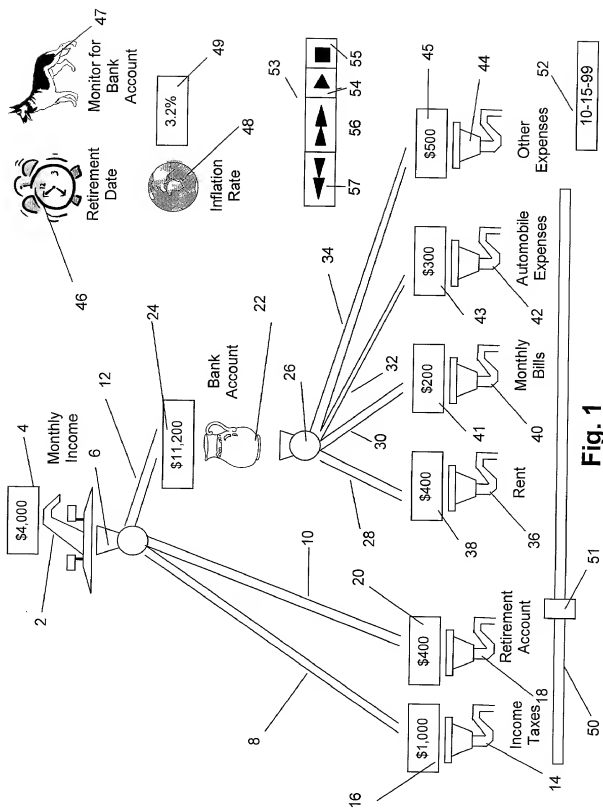 4
$4,000
Monthly
Income
2
6
12
24
$11,200
Bank
Account
22
46
Retirement
Date
47
Monitor for
Bank
Account
3.2%
49
Inflation
Rate
48
8
10
26
28
30
32
34
53
57
56
54
55
16
$1,000
14
Income
Taxes
20
$400
18
Retirement
Account
38
$400
36
Rent
41
$200
40
Monthly
Bills
43
$300
42
Automobile
Expenses
45
$500
44
Other
Expenses
50
51
52
10-15-99
Fig. 1